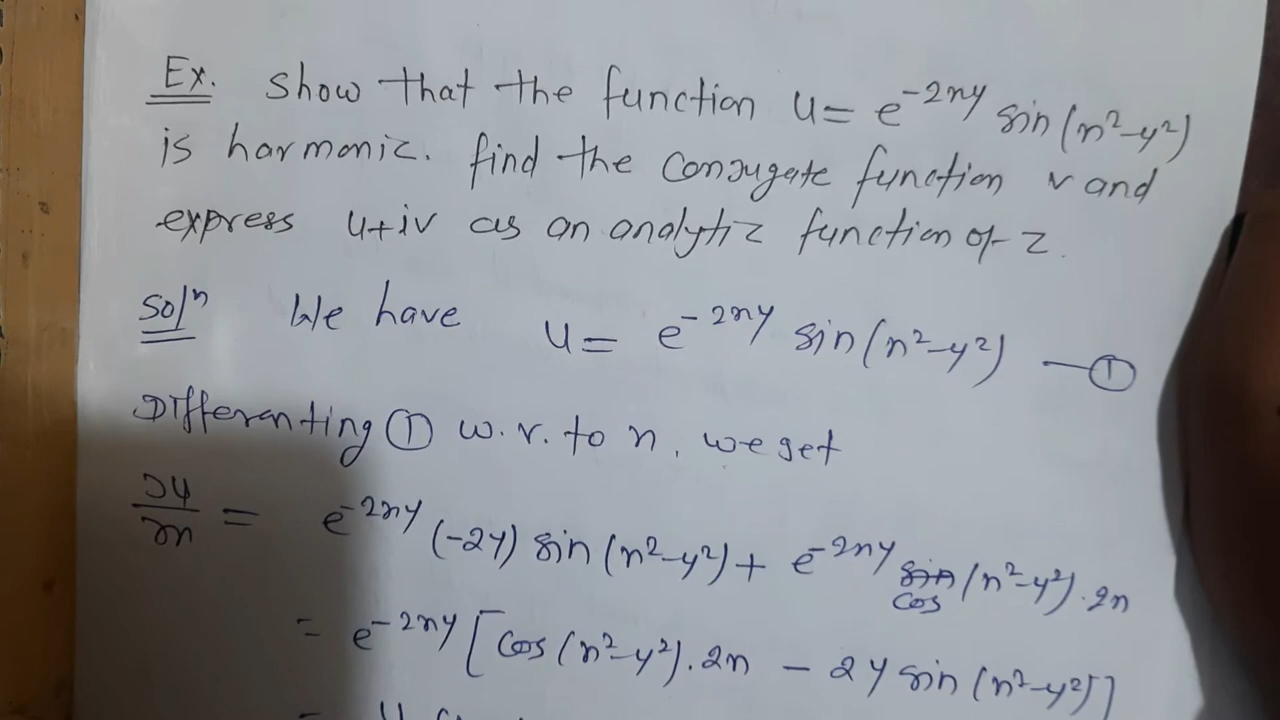 Ex. Show that the function u = e^{-2xy} sin(x²-y²)
is harmonic. find the conjugate function v and
express u+iv as an analytic function of z.
Solⁿ We have u = e^{-2xy} sin(x²-y²) —①
Differenting ① w.r. to x, we get
∂u/∂x = e^{-2xy} (-2y) sin(x²-y²) + e^{-2xy} cos(x²-y²).2x
= e^{-2xy} [cos(x²-y²).2x - 2y sin(x²-y²)]